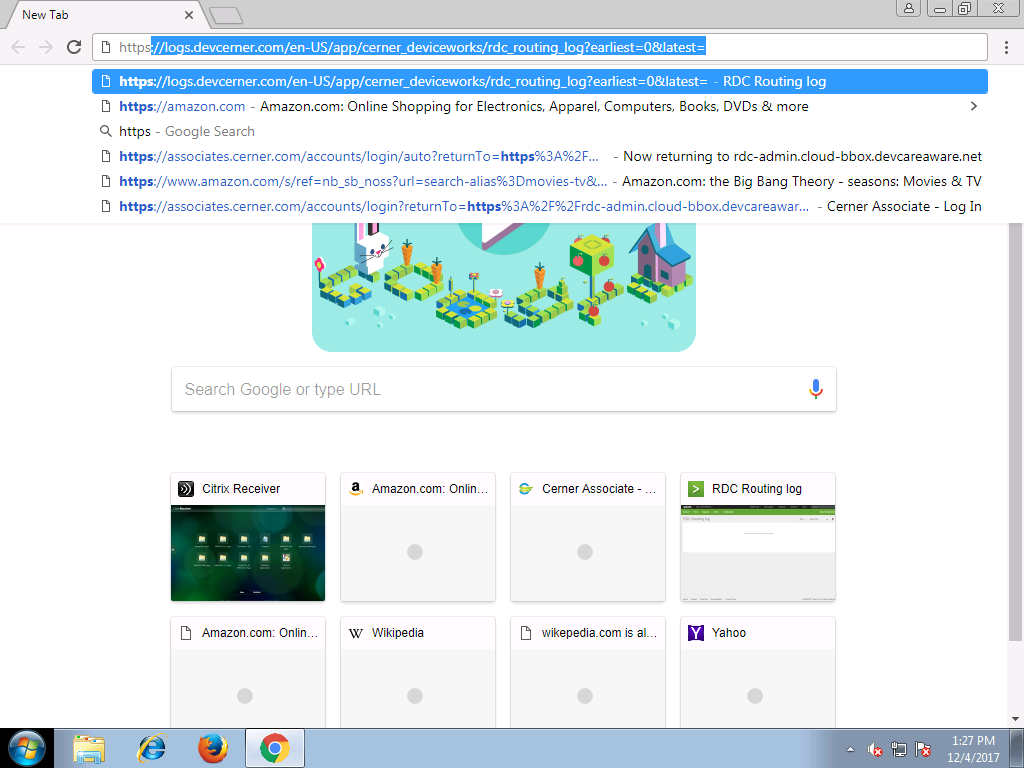 New Tab
https://logs.devcerner.com/en-US/app/cerner_deviceworks/rdc_routing_log?earliest=0&latest=
https://logs.devcerner.com/en-US/app/cerner_deviceworks/rdc_routing_log?earliest=0&latest= - RDC Routing log
https://amazon.com - Amazon.com: Online Shopping for Electronics, Apparel, Computers, Books, DVDs & more
https - Google Search
https://associates.cerner.com/accounts/login/auto?returnTo=https%3A%2F... - Now returning to rdc-admin.cloud-bbox.devcareaware.net
https://www.amazon.com/s/ref=nb_sb_noss?url=search-alias%3Dmovies-tv&... - Amazon.com: the Big Bang Theory - seasons: Movies & TV
https://associates.cerner.com/accounts/login?returnTo=https%3A%2F%2Frdc-admin.cloud-bbox.devcareawar... - Cerner Associate - Log In
Search Google or type URL
Citrix Receiver
Amazon.com: Onlin...
Cerner Associate - ...
RDC Routing log
Amazon.com: Onlin...
Wikipedia
wikepedia.com is al...
Yahoo
1:27 PM
12/4/2017